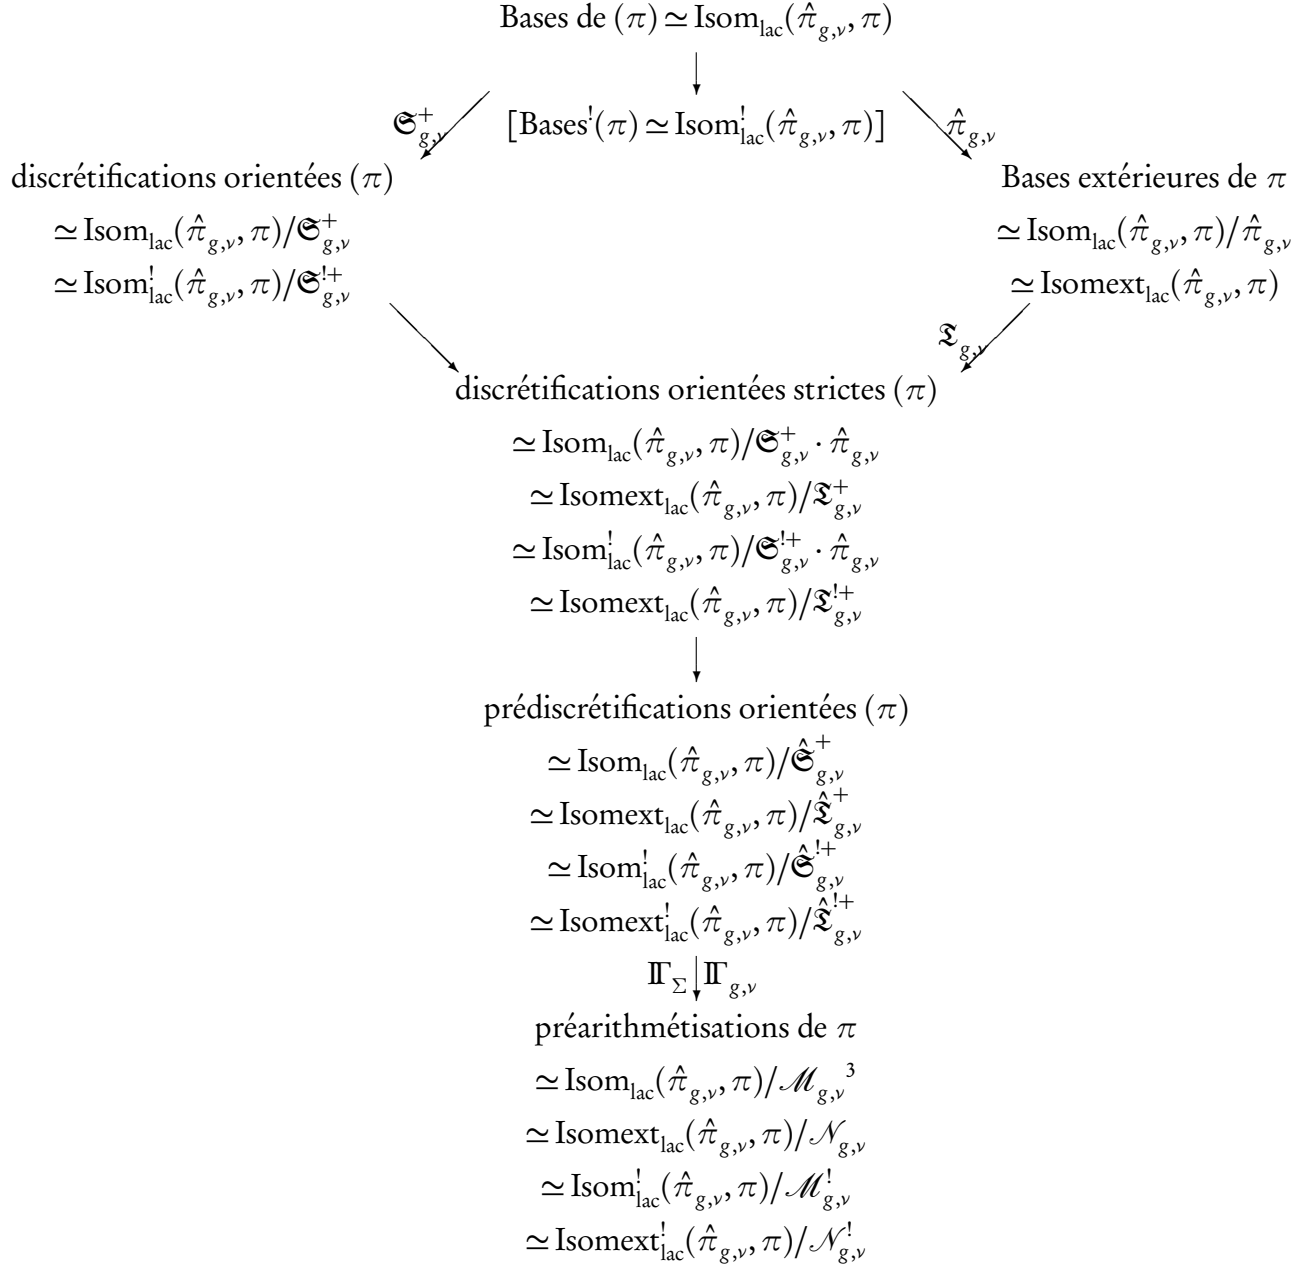 Bases de (π) ≃ Isom_lac(π̂_{g,ν}, π)
𝕾^+_{g,ν}
[Bases^!(π) ≃ Isom^!_lac(π̂_{g,ν}, π)]
π̂_{g,ν}
discrétifications orientées (π)
≃ Isom_lac(π̂_{g,ν}, π)/𝕾^+_{g,ν}
≃ Isom^!_lac(π̂_{g,ν}, π)/𝕾^{!+}_{g,ν}
Bases extérieures de π
≃ Isom_lac(π̂_{g,ν}, π)/π̂_{g,ν}
≃ Isomext_lac(π̂_{g,ν}, π)
𝕿_{g,ν}
discrétifications orientées strictes (π)
≃ Isom_lac(π̂_{g,ν}, π)/𝕾^+_{g,ν} · π̂_{g,ν}
≃ Isomext_lac(π̂_{g,ν}, π)/𝕿^+_{g,ν}
≃ Isom^!_lac(π̂_{g,ν}, π)/𝕾^{!+}_{g,ν} · π̂_{g,ν}
≃ Isomext_lac(π̂_{g,ν}, π)/𝕿^{!+}_{g,ν}
prédiscrétifications orientées (π)
≃ Isom_lac(π̂_{g,ν}, π)/𝕾̂^+_{g,ν}
≃ Isomext_lac(π̂_{g,ν}, π)/𝕿̂^+_{g,ν}
≃ Isom^!_lac(π̂_{g,ν}, π)/𝕾̂^{!+}_{g,ν}
≃ Isomext^!_lac(π̂_{g,ν}, π)/𝕿̂^{!+}_{g,ν}
ℾ_Σ ℾ_{g,ν}
préarithmétisations de π
≃ Isom_lac(π̂_{g,ν}, π)/ℳ_{g,ν}^3
≃ Isomext_lac(π̂_{g,ν}, π)/𝒩_{g,ν}
≃ Isom^!_lac(π̂_{g,ν}, π)/ℳ^!_{g,ν}
≃ Isomext^!_lac(π̂_{g,ν}, π)/𝒩^!_{g,ν}